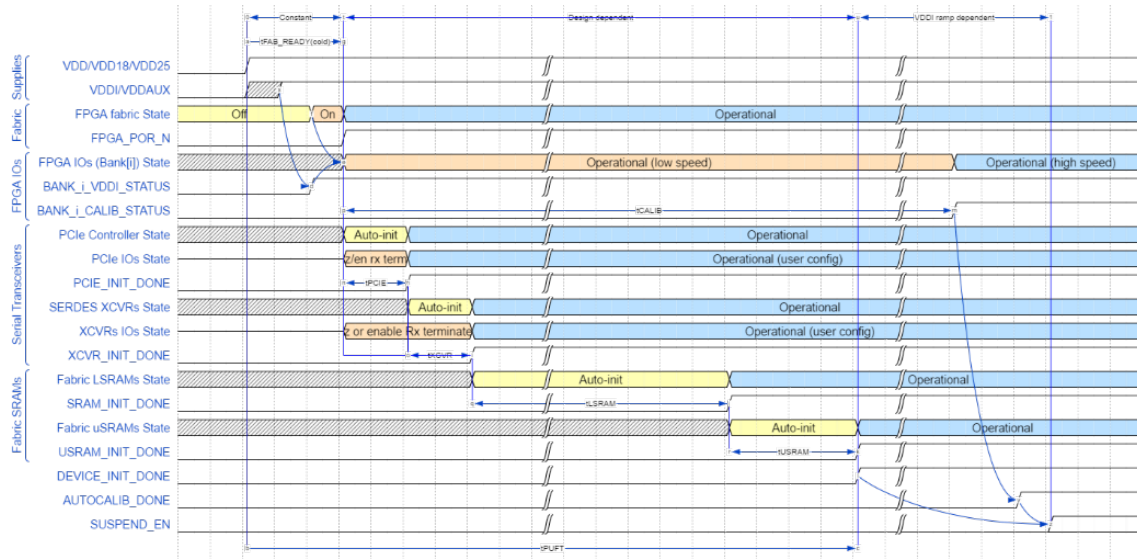 Constant
Design dependent
VDDI ramp dependent
tFAB_READY(cold)
Supplies
VDD/VDD18/VDD25
VDDI/VDDAUX
Fabric
FPGA fabric State
Off
On
Operational
FPGA_POR_N
FPGA IOs
FPGA IOs (Bank[i]) State
Operational (low speed)
Operational (high speed)
BANK_i_VDDI_STATUS
BANK_i_CALIB_STATUS
tCALIB
Serial Transceivers
PCIe Controller State
Auto-init
Operational
PCIe IOs State
z/en rx term
Operational (user config)
PCIE_INIT_DONE
tPCIE
SERDES XCVRs State
Auto-init
Operational
XCVRs IOs State
z or enable Rx terminate
Operational (user config)
XCVR_INIT_DONE
tXCVR
Fabric SRAMs
Fabric LSRAMs State
Auto-init
Operational
SRAM_INIT_DONE
tLSRAM
Fabric uSRAMs State
Auto-init
Operational
USRAM_INIT_DONE
tUSRAM
DEVICE_INIT_DONE
AUTOCALIB_DONE
SUSPEND_EN
tPUFT